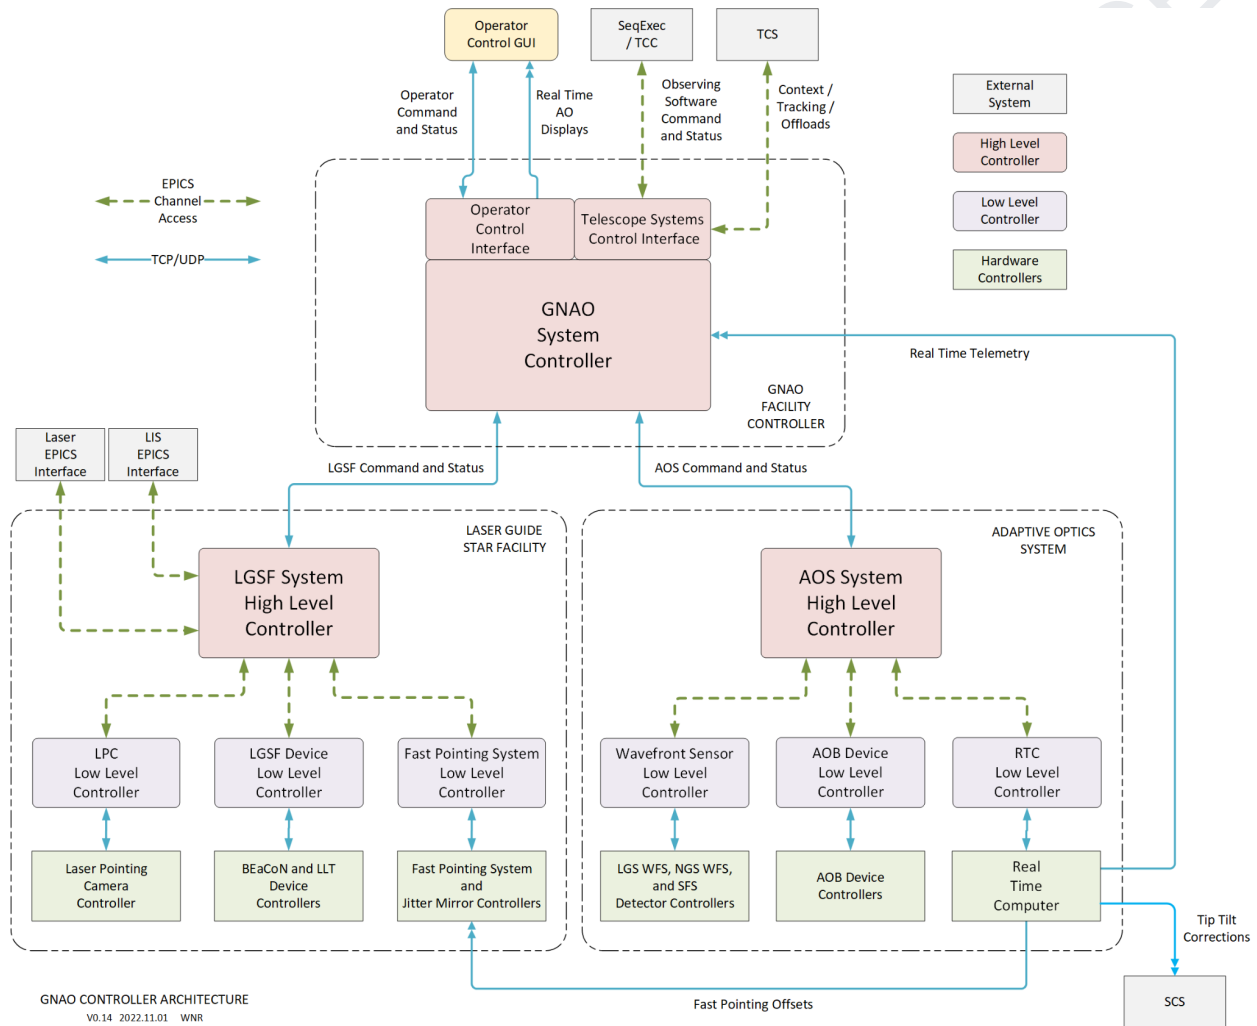 Operator
Control GUI
SeqExec
/ TCC
TCS
Operator
Command
and Status
Real Time
AO
Displays
Observing
Software
Command
and Status
Context /
Tracking /
Offloads
External
System
High Level
Controller
Low Level
Controller
Hardware
Controllers
EPICS
Channel
Access
TCP/UDP
Operator
Control
Interface
Telescope Systems
Control Interface
GNAO
System
Controller
Real Time Telemetry
GNAO
FACILITY
CONTROLLER
Laser
EPICS
Interface
LIS
EPICS
Interface
LGSF Command and Status
AOS Command and Status
LASER GUIDE
STAR FACILITY
ADAPTIVE OPTICS
SYSTEM
LGSF System
High Level
Controller
AOS System
High Level
Controller
LPC
Low Level
Controller
LGSF Device
Low Level
Controller
Fast Pointing System
Low Level
Controller
Wavefront Sensor
Low Level
Controller
AOB Device
Low Level
Controller
RTC
Low Level
Controller
Laser Pointing
Camera
Controller
BEaCoN and LLT
Device
Controllers
Fast Pointing System
and
Jitter Mirror Controllers
LGS WFS, NGS WFS,
and SFS
Detector Controllers
AOB Device
Controllers
Real
Time
Computer
Tip Tilt
Corrections
Fast Pointing Offsets
SCS
GNAO CONTROLLER ARCHITECTURE
V0.14 2022.11.01 WNR